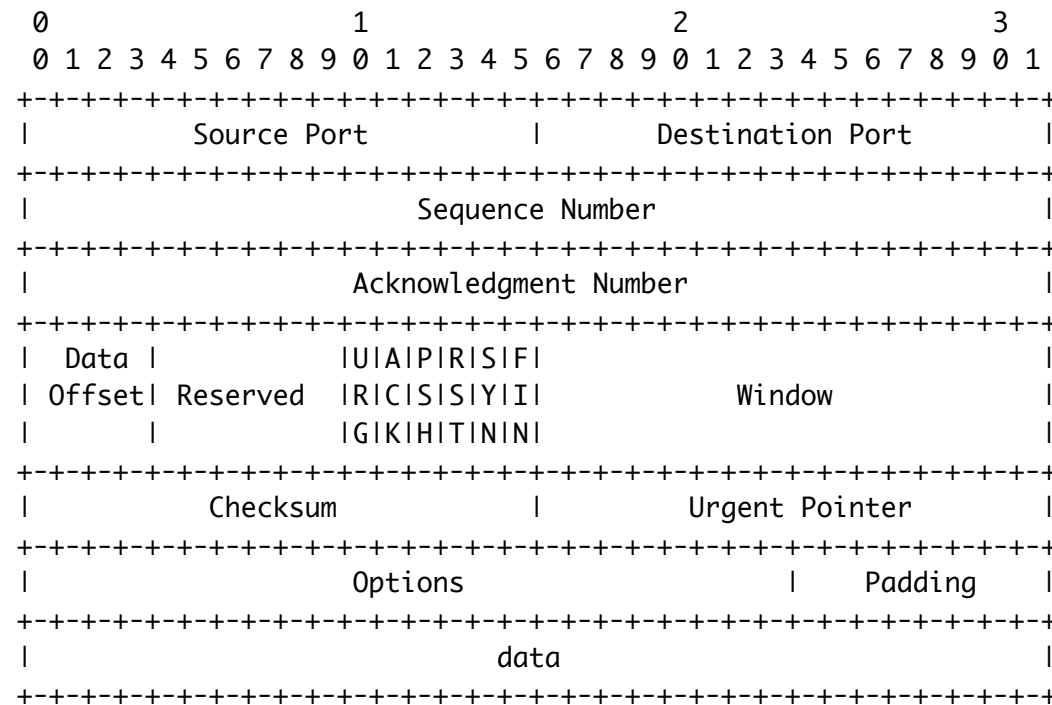 0                   1                   2                   3
 0 1 2 3 4 5 6 7 8 9 0 1 2 3 4 5 6 7 8 9 0 1 2 3 4 5 6 7 8 9 0 1
+-+-+-+-+-+-+-+-+-+-+-+-+-+-+-+-+-+-+-+-+-+-+-+-+-+-+-+-+-+-+-+-+
|          Source Port          |       Destination Port        |
+-+-+-+-+-+-+-+-+-+-+-+-+-+-+-+-+-+-+-+-+-+-+-+-+-+-+-+-+-+-+-+-+
|                        Sequence Number                        |
+-+-+-+-+-+-+-+-+-+-+-+-+-+-+-+-+-+-+-+-+-+-+-+-+-+-+-+-+-+-+-+-+
|                    Acknowledgment Number                      |
+-+-+-+-+-+-+-+-+-+-+-+-+-+-+-+-+-+-+-+-+-+-+-+-+-+-+-+-+-+-+-+-+
|  Data |           |U|A|P|R|S|F|                               |
| Offset| Reserved  |R|C|S|S|Y|I|            Window             |
|       |           |G|K|H|T|N|N|                               |
+-+-+-+-+-+-+-+-+-+-+-+-+-+-+-+-+-+-+-+-+-+-+-+-+-+-+-+-+-+-+-+-+
|           Checksum            |         Urgent Pointer        |
+-+-+-+-+-+-+-+-+-+-+-+-+-+-+-+-+-+-+-+-+-+-+-+-+-+-+-+-+-+-+-+-+
|                    Options                    |    Padding    |
+-+-+-+-+-+-+-+-+-+-+-+-+-+-+-+-+-+-+-+-+-+-+-+-+-+-+-+-+-+-+-+-+
|                             data                              |
+-+-+-+-+-+-+-+-+-+-+-+-+-+-+-+-+-+-+-+-+-+-+-+-+-+-+-+-+-+-+-+-+